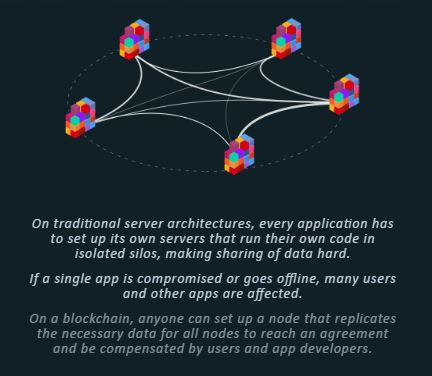 On traditional server architectures, every application has
to set up its own servers that run their own code in
isolated silos, making sharing of data hard.
If a single app is compromised or goes offline, many users
and other apps are affected.
On a blockchain, anyone can set up a node that replicates
the necessary data for all nodes to reach an agreement
and be compensated by users and app developers.